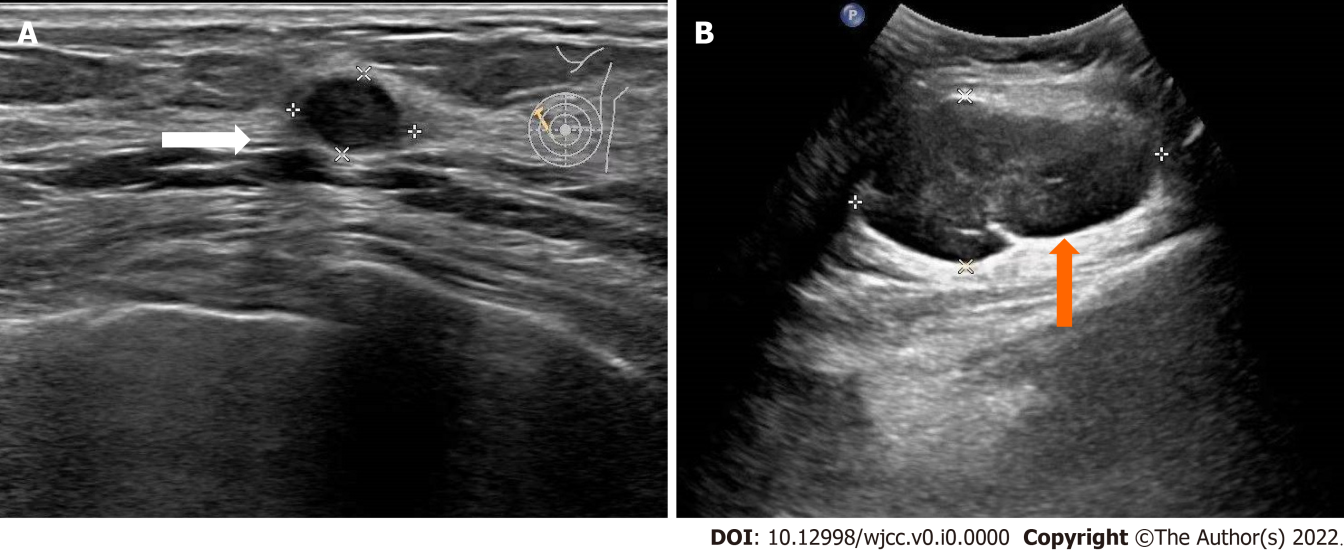 A
B
P
DOI: 10.12998/wjcc.v0.i0.0000 Copyright ©The Author(s) 2022.